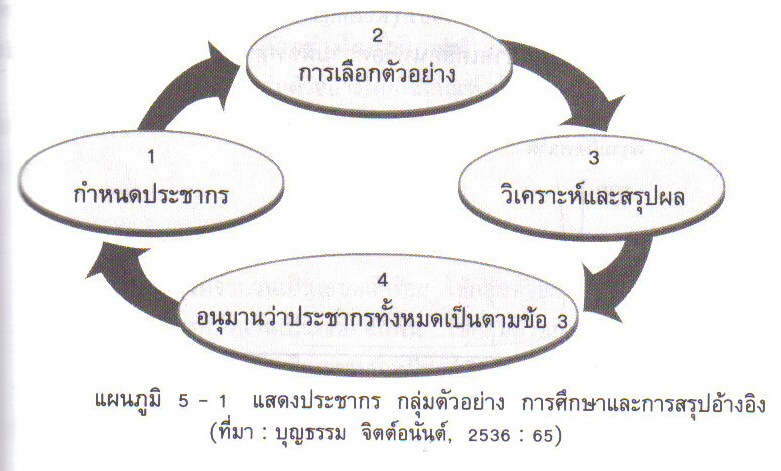 1
กำหนดประชากร
2
การเลือกตัวอย่าง
3
วิเคราะห์และสรุปผล
4
อนุมานว่าประชากรทั้งหมดเป็นตามข้อ 3
แผนภูมิ 5 - 1 แสดงประชากร กลุ่มตัวอย่าง การศึกษาและการสรุปอ้างอิง
(ที่มา : บุญธรรม จิตต์อนันต์, 2536 : 65)